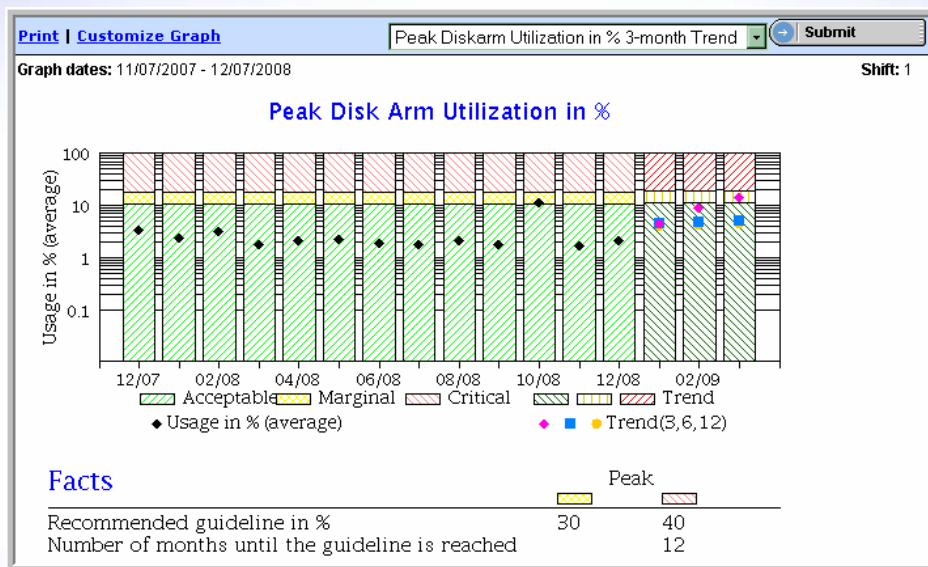 Print | Customize Graph
Peak Diskarm Utilization in % 3-month Trend
Submit
Graph dates: 11/07/2007 - 12/07/2008
Shift: 1
Peak Disk Arm Utilization in %
Usage in % (average)
100
10
1
0.1
12/07 02/08 04/08 06/08 08/08 10/08 12/08 02/09
Acceptable Marginal Critical Trend
Usage in % (average) Trend(3,6,12)
Facts
Peak
Recommended guideline in % 30 40
Number of months until the guideline is reached 12